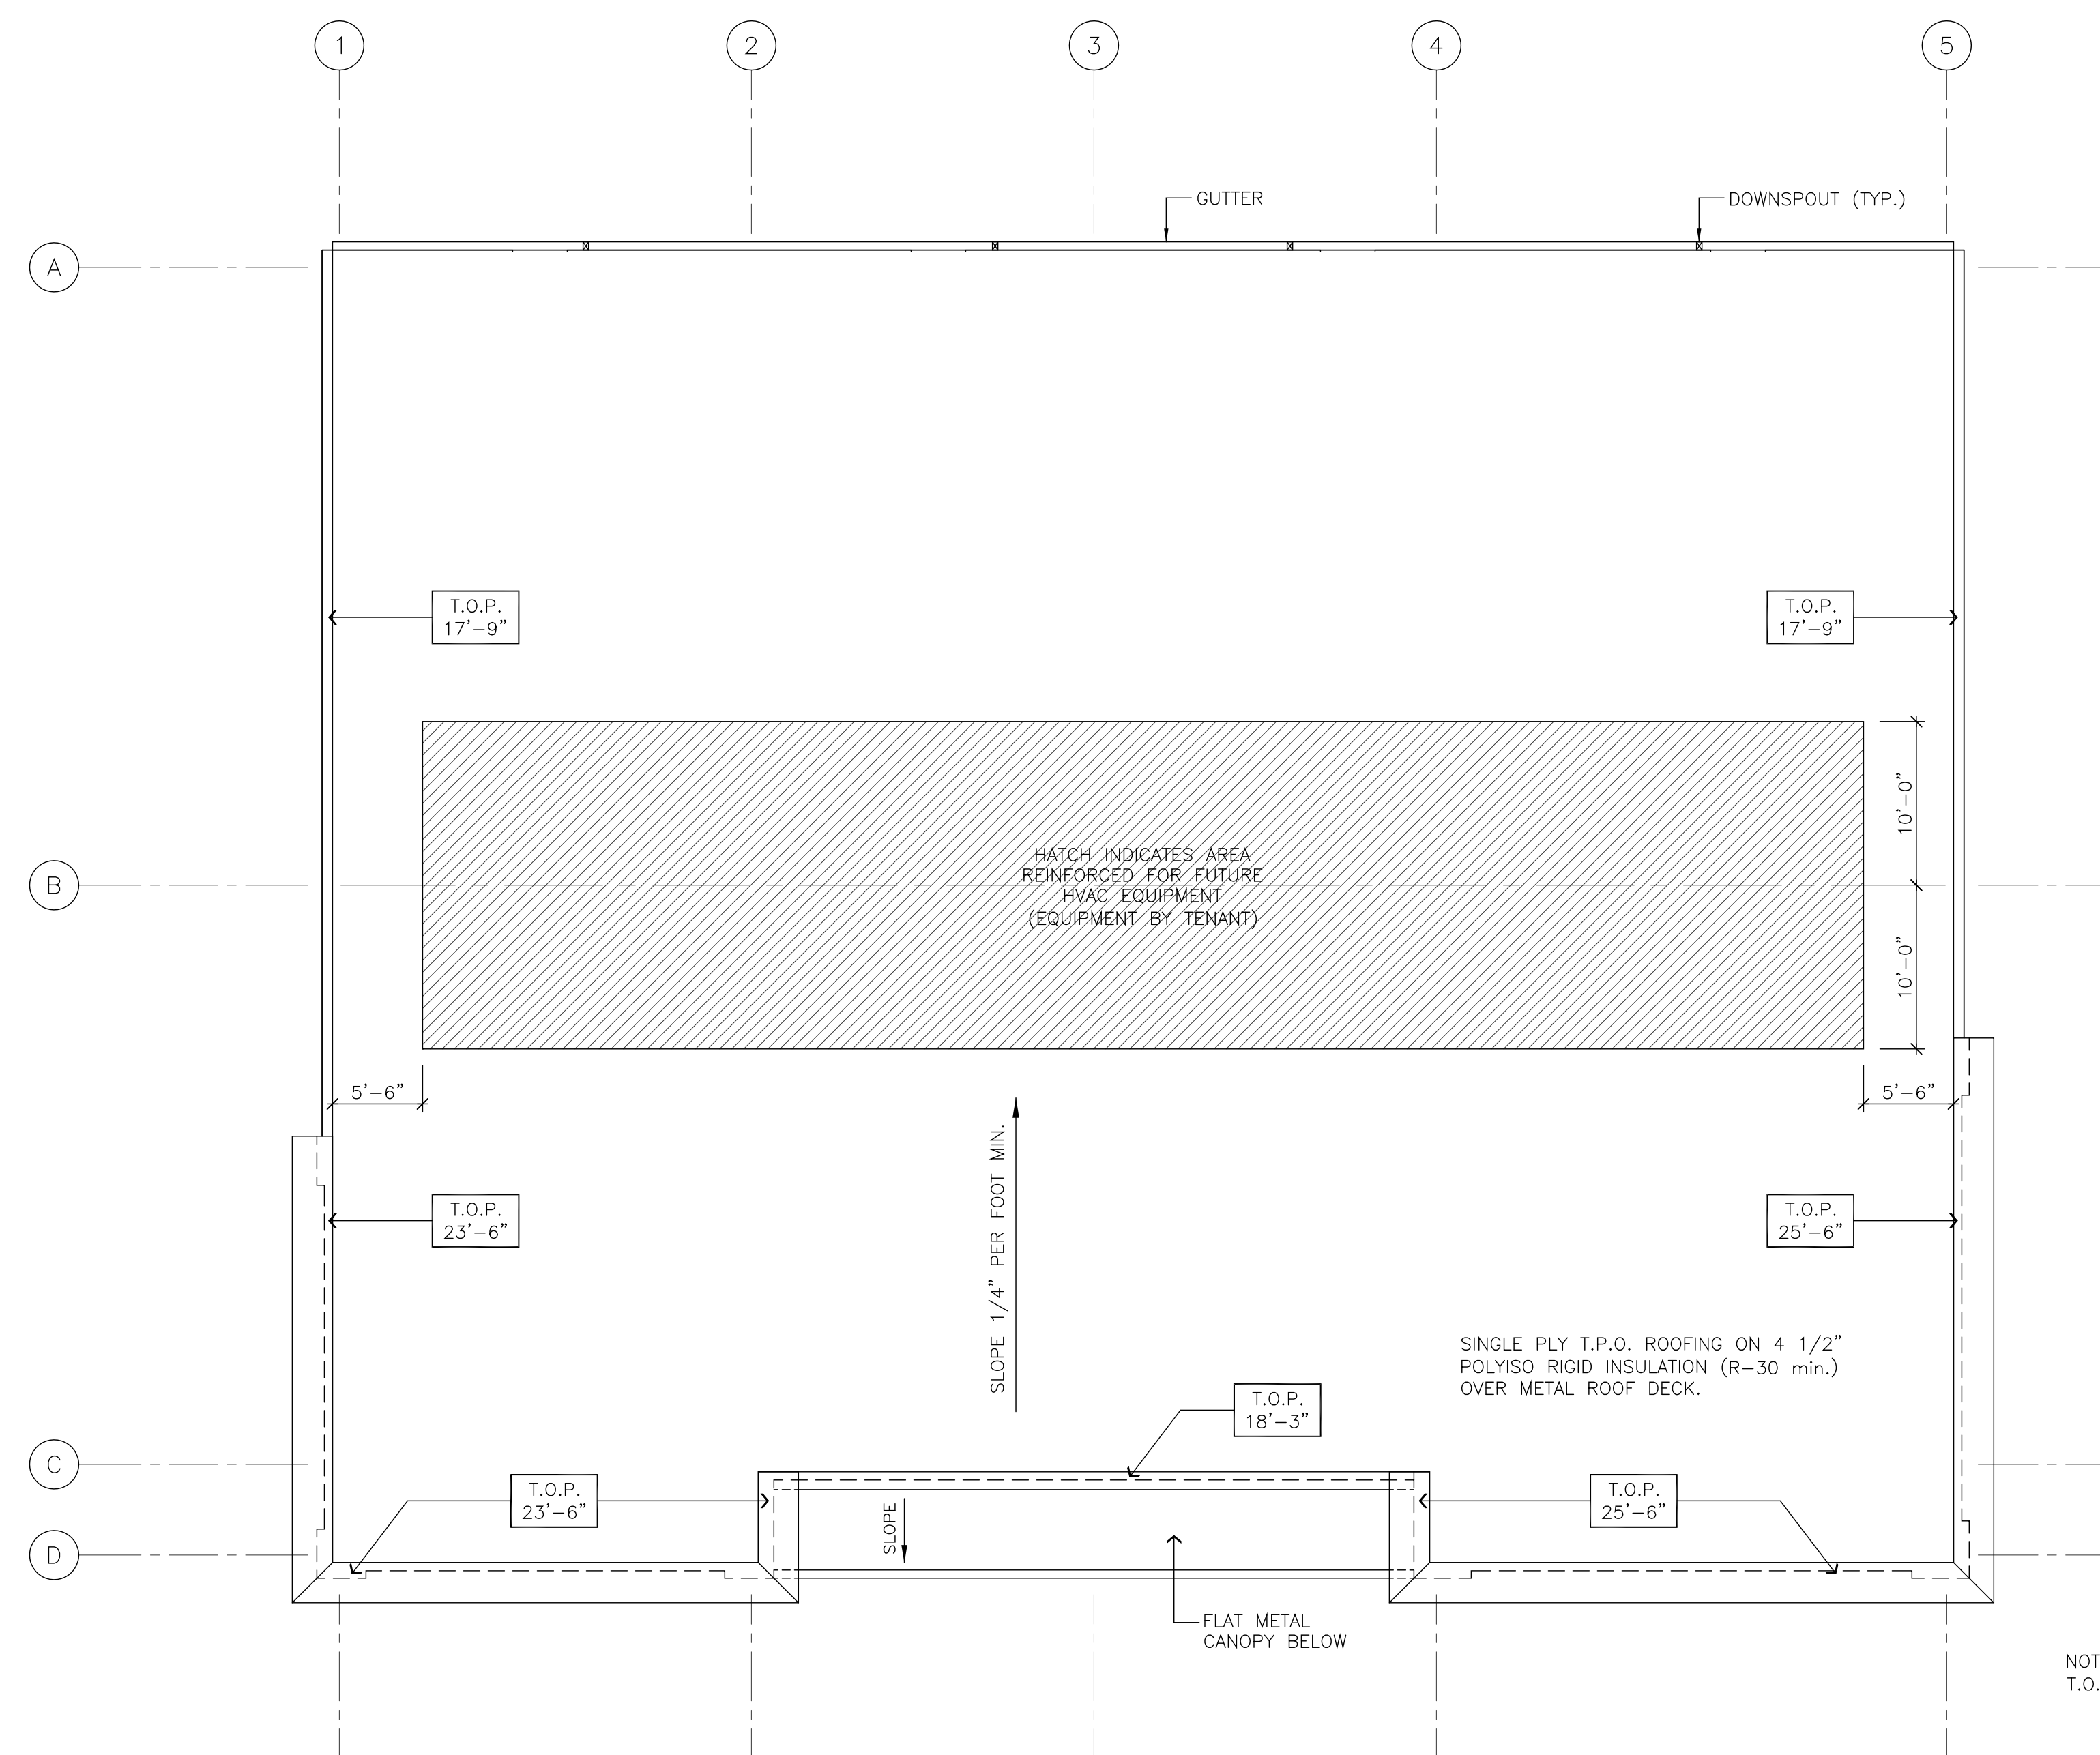 1
2
3
4
5
GUTTER
DOWNSPOUT (TYP.)
A
T.O.P.
17'-9"
T.O.P.
17'-9"
10'-0"
HATCH INDICATES AREA
REINFORCED FOR FUTURE
HVAC EQUIPMENT
(EQUIPMENT BY TENANT)
B
10'-0"
5'-6"
5'-6"
SLOPE 1/4" PER FOOT MIN.
T.O.P.
23'-6"
T.O.P.
25'-6"
SINGLE PLY T.P.O. ROOFING ON 4 1/2"
POLYISO RIGID INSULATION (R-30 min.)
OVER METAL ROOF DECK.
T.O.P.
18'-3"
C
T.O.P.
23'-6"
SLOPE
T.O.P.
25'-6"
D
FLAT METAL
CANOPY BELOW
NOT
T.O.